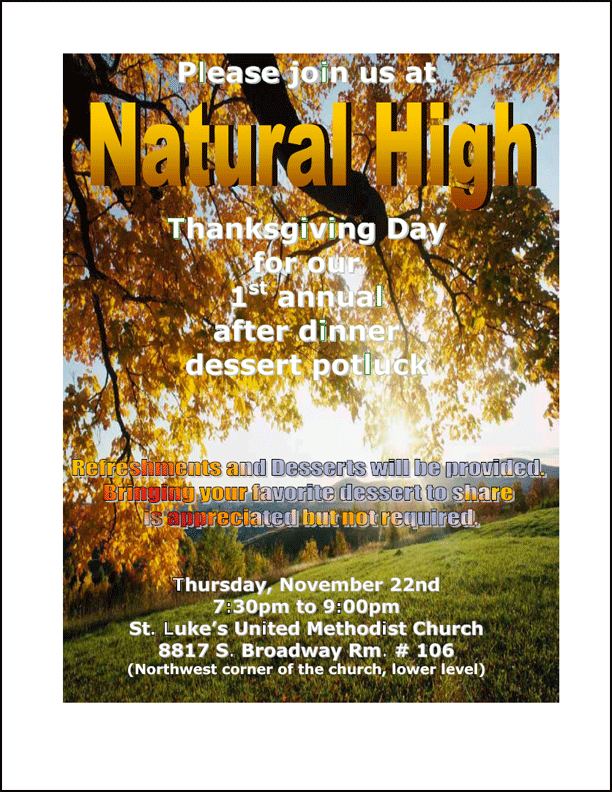 Please join us at
Natural High
Thanksgiving Day
for our
1st annual
after dinner
dessert potluck
Refreshments and Desserts will be provided.
Bringing your favorite dessert to share
is appreciated but not required.
Thursday, November 22nd
7:30pm to 9:00pm
St. Luke's United Methodist Church
8817 S. Broadway Rm. # 106
(Northwest corner of the church, lower level)